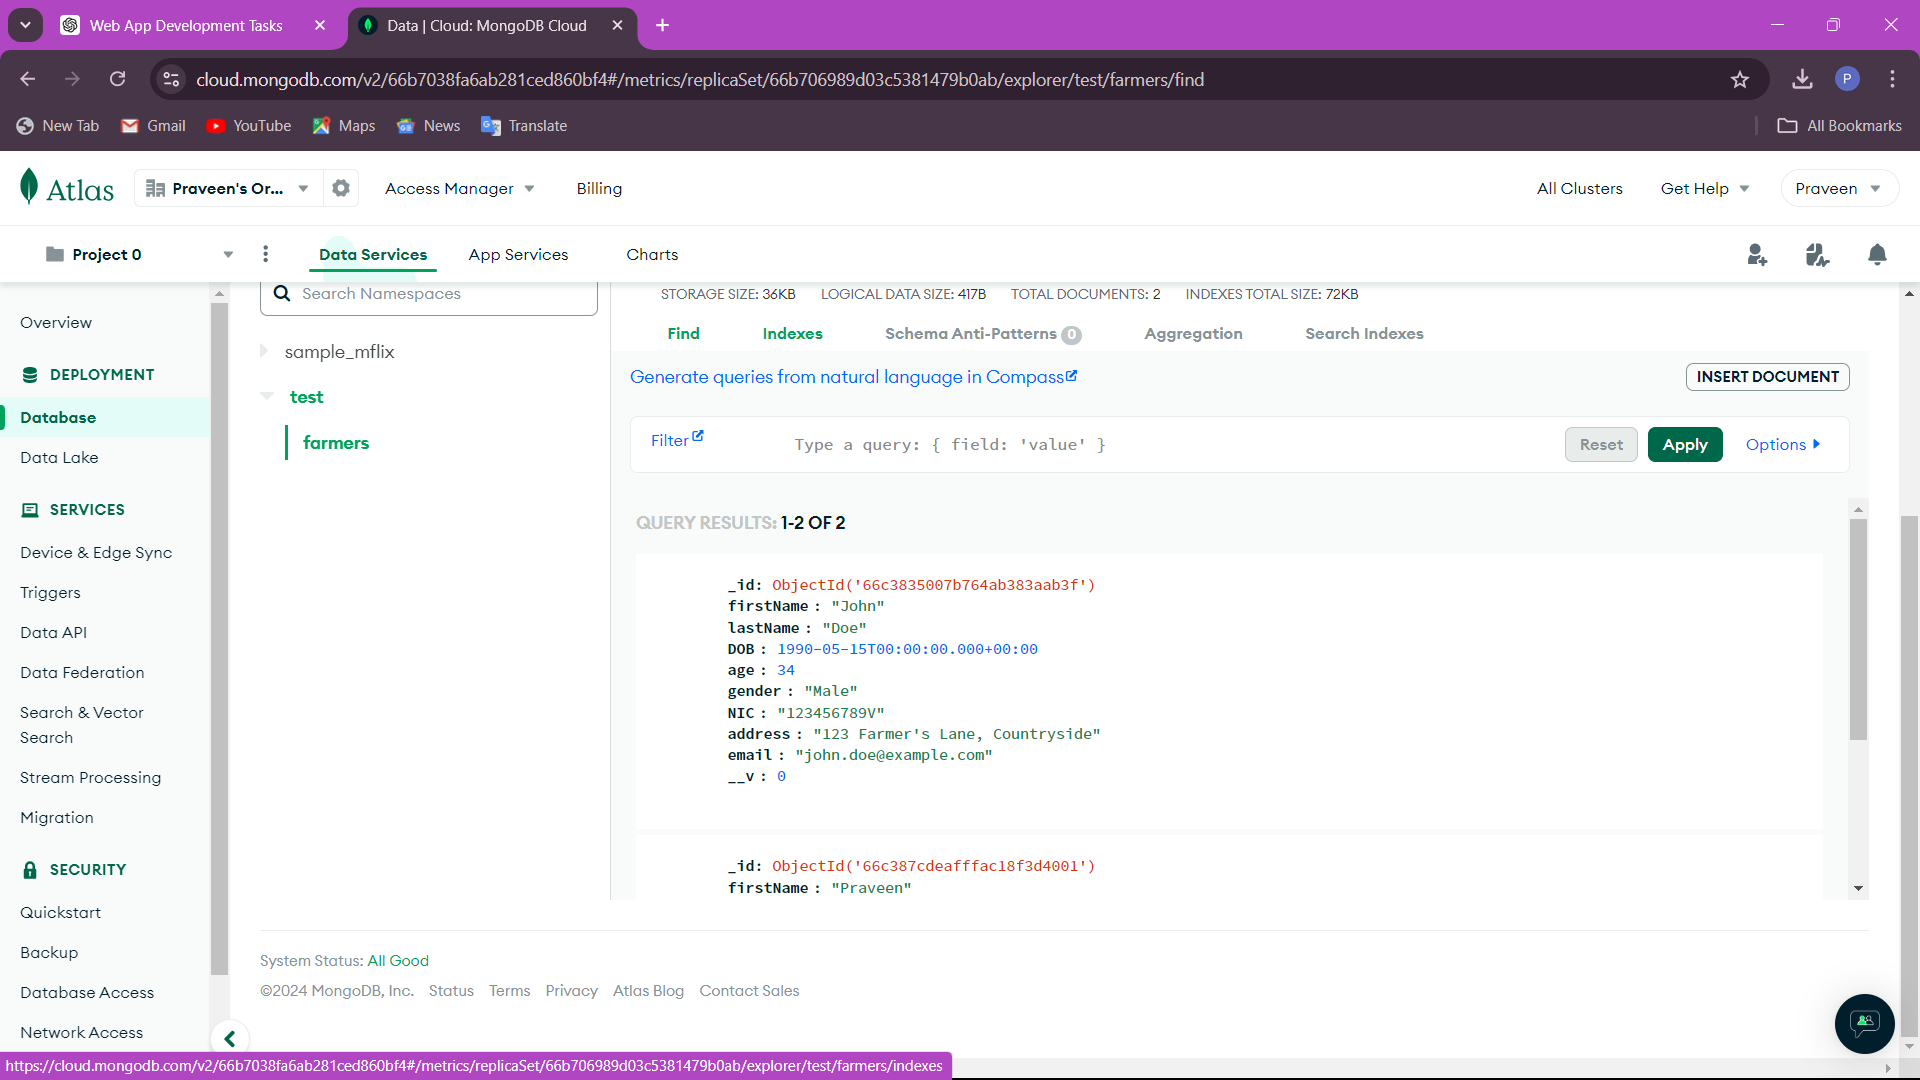 Web App Development Tasks
Data | Cloud: MongoDB Cloud
cloud.mongodb.com/v2/66b7038fa6ab281ced860bf4#/metrics/replicaSet/66b706989d03c5381479b0ab/explorer/test/farmers/find
P
New Tab
Gmail
YouTube
Maps
News
Translate
All Bookmarks
Atlas
Praveen's Or...
Access Manager
Billing
All Clusters
Get Help
Praveen
Project 0
Data Services
App Services
Charts
Overview
DEPLOYMENT
Database
Data Lake
SERVICES
Device & Edge Sync
Triggers
Data API
Data Federation
Search & Vector
Search
Stream Processing
Migration
SECURITY
Quickstart
Backup
Database Access
Network Access
Search Namespaces
sample_mflix
test
farmers
STORAGE SIZE: 36KB LOGICAL DATA SIZE: 417B TOTAL DOCUMENTS: 2 INDEXES TOTAL SIZE: 72KB
Find
Indexes
Schema Anti-Patterns 0
Aggregation
Search Indexes
Generate queries from natural language in Compass
INSERT DOCUMENT
Filter
Type a query: { field: 'value' }
Reset
Apply
Options
QUERY RESULTS: 1-2 OF 2
_id: ObjectId('66c3835007b764ab383aab3f')
firstName : "John"
lastName : "Doe"
DOB : 1990-05-15T00:00:00.000+00:00
age : 34
gender : "Male"
NIC : "123456789V"
address : "123 Farmer's Lane, Countryside"
email : "john.doe@example.com"
__v : 0
_id: ObjectId('66c387cdeafffac18f3d4001')
firstName : "Praveen"
System Status: All Good
©2024 MongoDB, Inc. Status Terms Privacy Atlas Blog Contact Sales
https://cloud.mongodb.com/v2/66b7038fa6ab281ced860bf4#/metrics/replicaSet/66b706989d03c5381479b0ab/explorer/test/farmers/indexes